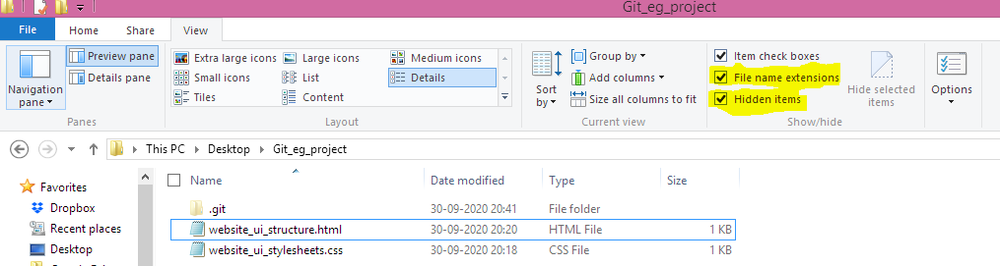 Git_eg_project
File Home Share View
Preview pane Extra large icons Large icons Medium icons Group by Item check boxes
Details pane Small icons List Details Add columns File name extensions
Navigation pane Tiles Content Sort by Size all columns to fit Hidden items Hide selected items Options
Panes Layout Current view Show/hide
This PC Desktop Git_eg_project
Favorites Name Date modified Type Size
Dropbox .git 30-09-2020 20:41 File folder
Recent places website_ui_structure.html 30-09-2020 20:20 HTML File 1 KB
Desktop website_ui_stylesheets.css 30-09-2020 20:18 CSS File 1 KB